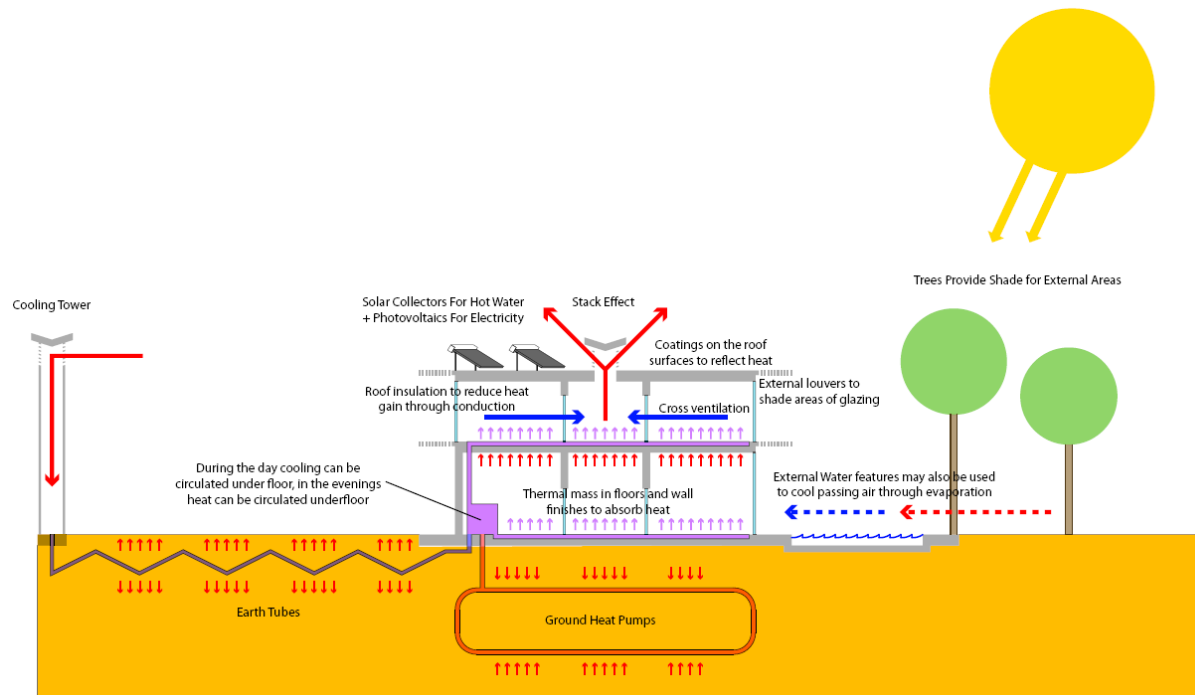 Trees Provide Shade for External Areas
Cooling Tower
Solar Collectors For Hot Water
+ Photovoltaics For Electricity
Stack Effect
Coatings on the roof
surfaces to reflect heat
Roof insulation to reduce heat
gain through conduction
External louvers to
shade areas of glazing
Cross ventilation
During the day cooling can be
circulated under floor, in the evenings
heat can be circulated underfloor
Thermal mass in floors and wall
finishes to absorb heat
External Water features may also be used
to cool passing air through evaporation
Earth Tubes
Ground Heat Pumps